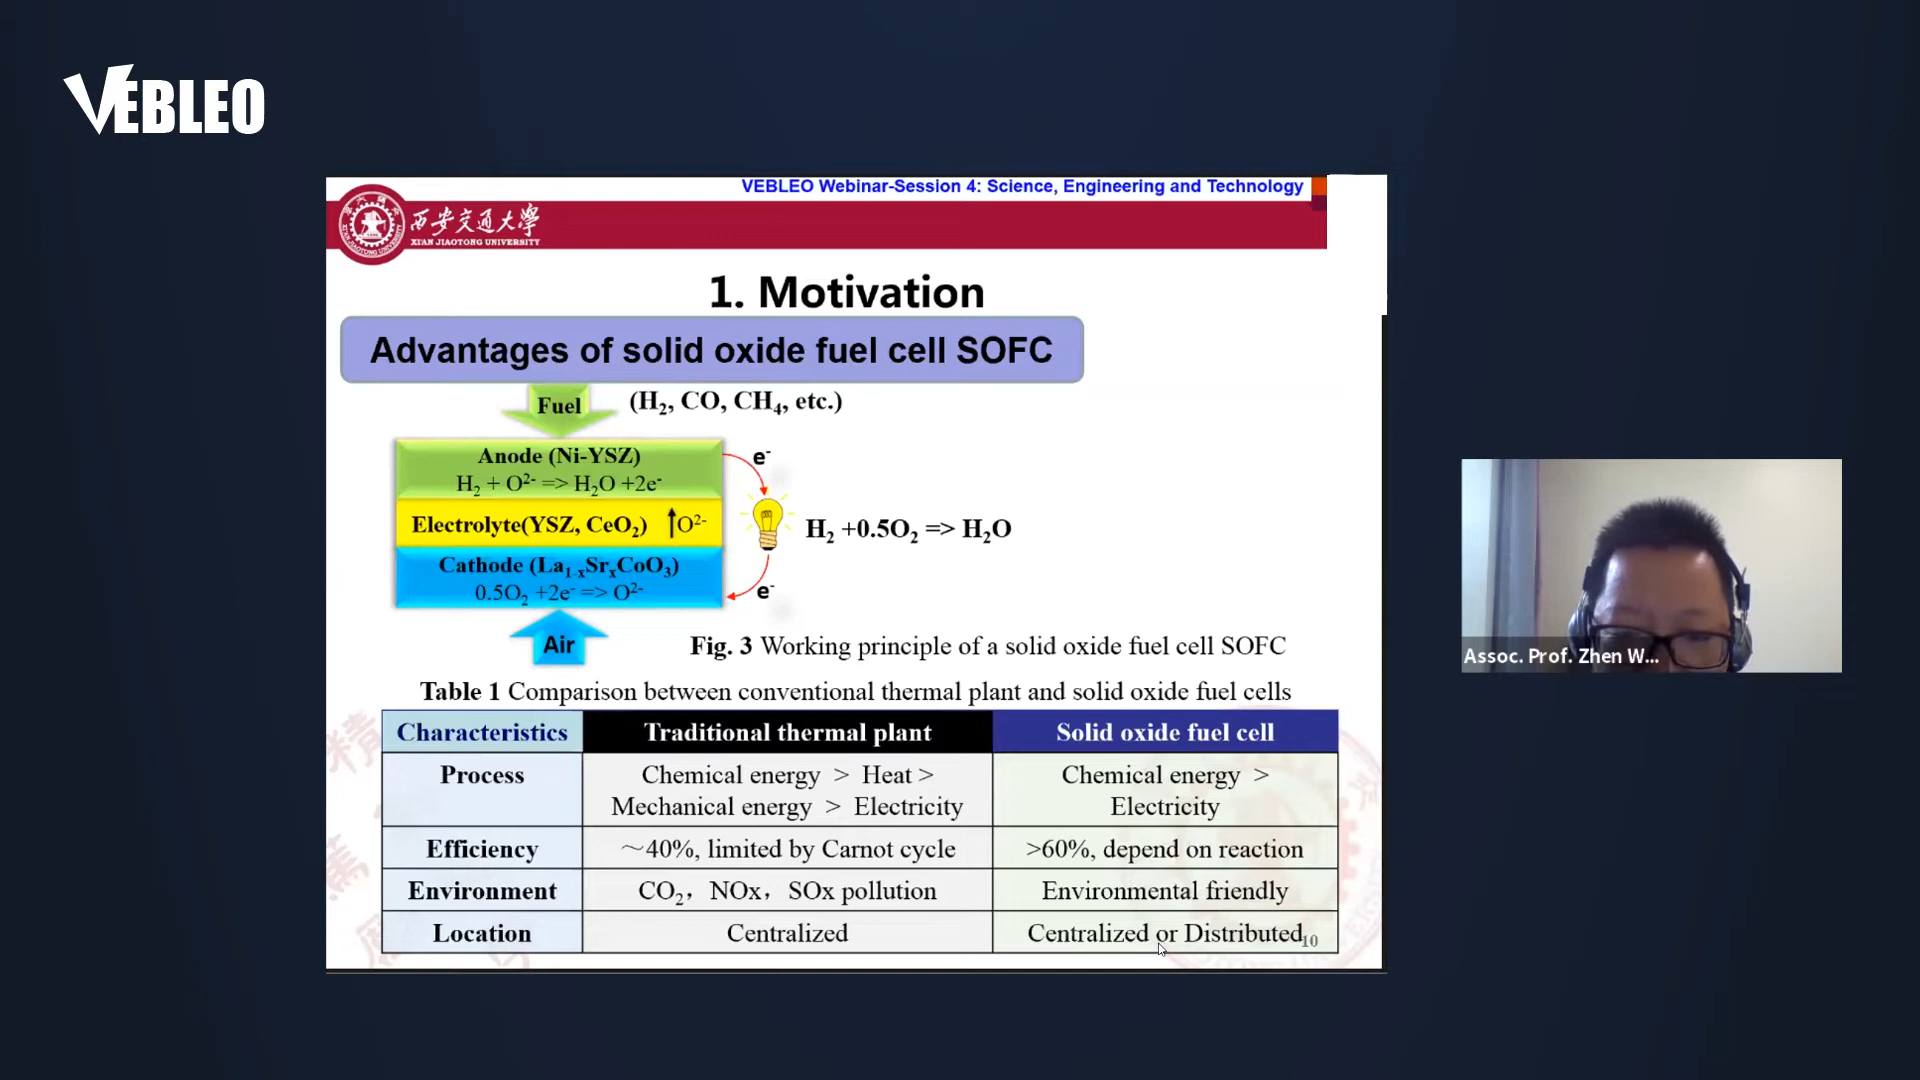 VEBLEO
VEBLEO Webinar-Session 4: Science, Engineering and Technology
西安交通大学
XI'AN JIAOTONG UNIVERSITY
1. Motivation
Advantages of solid oxide fuel cell SOFC
Fuel
(H₂, CO, CH₄, etc.)
Anode (Ni-YSZ)
H₂ + O²⁻ => H₂O +2e⁻
e⁻
Electrolyte(YSZ, CeO₂) ↑O²⁻
H₂ +0.5O₂ => H₂O
Cathode (La₁₋ₓSrₓCoO₃)
0.5O₂ +2e⁻ => O²⁻
e⁻
Air
Fig. 3 Working principle of a solid oxide fuel cell SOFC
Assoc. Prof. Zhen W...
Table 1 Comparison between conventional thermal plant and solid oxide fuel cells
Characteristics Traditional thermal plant Solid oxide fuel cell
Process Chemical energy > Heat > Chemical energy >
Mechanical energy > Electricity Electricity
Efficiency ～40%, limited by Carnot cycle >60%, depend on reaction
Environment CO₂，NOx，SOx pollution Environmental friendly
Location Centralized Centralized or Distributed
10